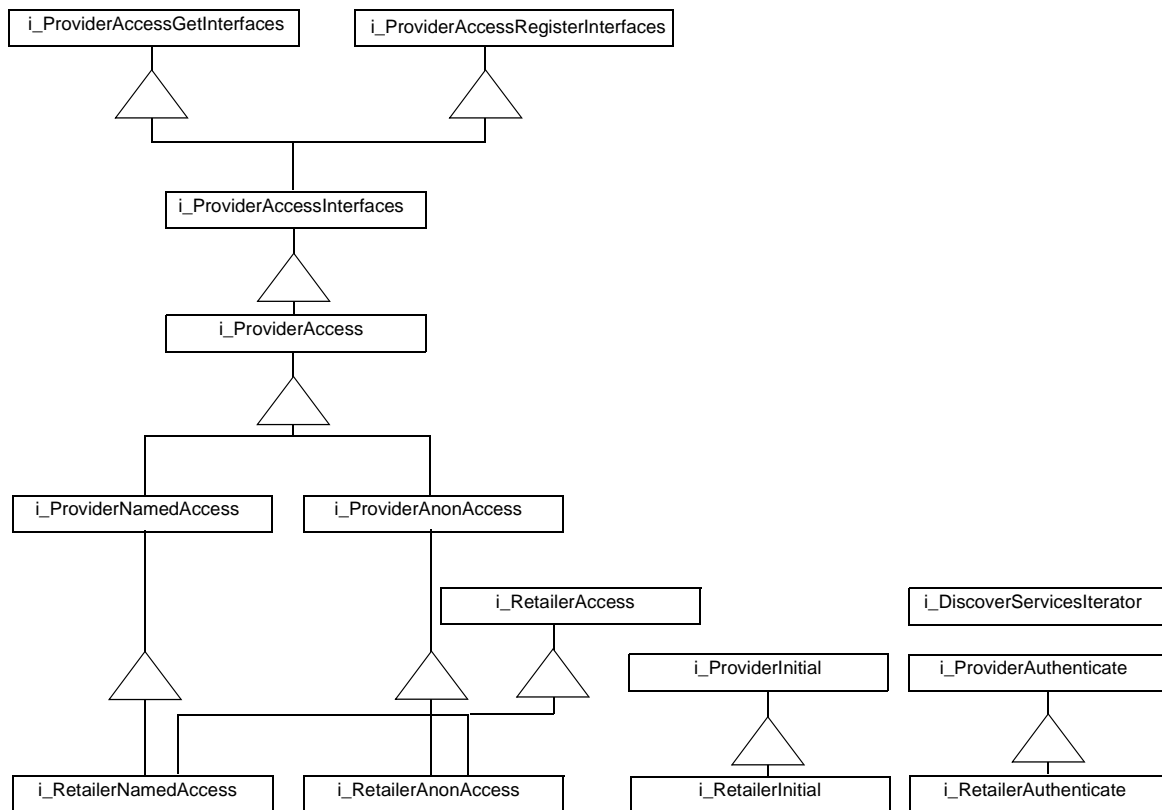 i_ProviderAccessGetInterfaces
i_ProviderAccessRegisterInterfaces
i_ProviderAccessInterfaces
i_ProviderAccess
i_ProviderNamedAccess
i_ProviderAnonAccess
i_RetailerAccess
i_DiscoverServicesIterator
i_ProviderInitial
i_ProviderAuthenticate
i_RetailerNamedAccess
i_RetailerAnonAccess
i_RetailerInitial
i_RetailerAuthenticate